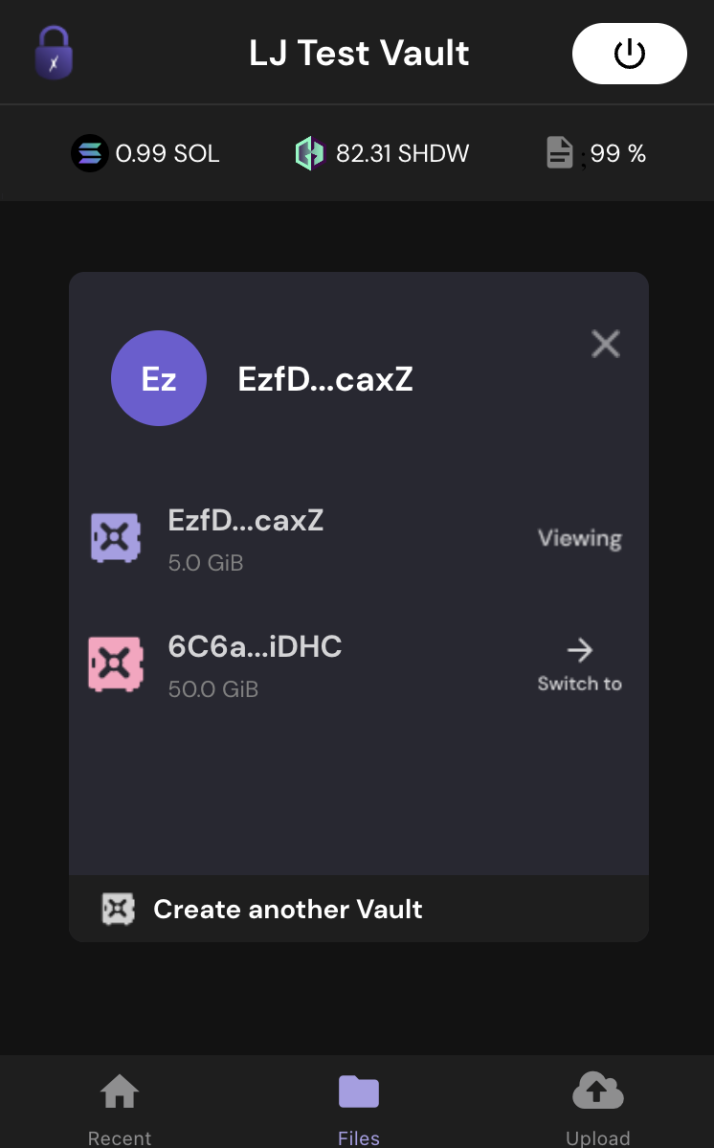 LJ Test Vault
0.99 SOL 82.31 SHDW ; 99 %
Ez EzfD...caxZ
EzfD...caxZ
5.0 GiB
Viewing
6C6a...iDHC
50.0 GiB
Switch to
Create another Vault
Recent Files Upload